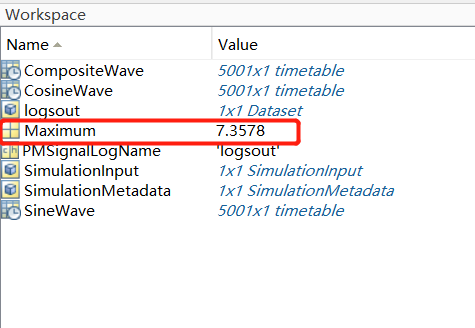 Workspace
Name Value
CompositeWave 5001x1 timetable
CosineWave 5001x1 timetable
logsout 1x1 Dataset
Maximum 7.3578
PMSignalLogName 'logsout'
SimulationInput 1x1 SimulationInput
SimulationMetadata 1x1 SimulationMetadata
SineWave 5001x1 timetable